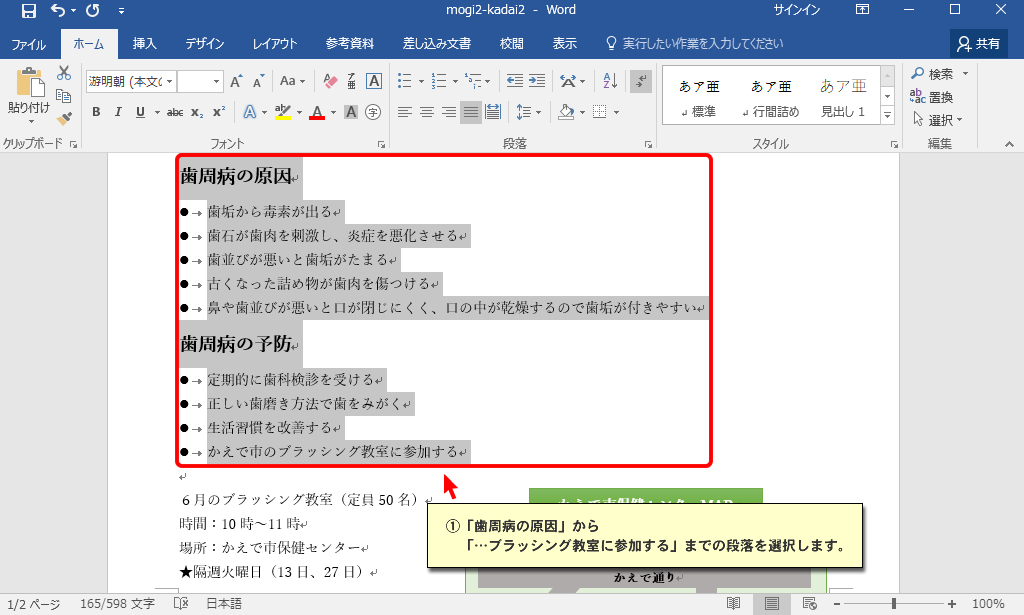 mogi2-kadai2 - Word
サインイン
ファイル ホーム 挿入 デザイン レイアウト 参考資料 差し込み文書 校閲 表示 実行したい作業を入力してください 共有
貼り付け
クリップボード
游明朝 (本文の
Aa
B I U abc x₂ x²
フォント
段落
あア亜 あア亜 あア亜
標準 行間詰め 見出し 1
スタイル
検索
置換
選択
編集
歯周病の原因
●→歯垢から毒素が出る
●→歯石が歯肉を刺激し、炎症を悪化させる
●→歯並びが悪いと歯垢がたまる
●→古くなった詰め物が歯肉を傷つける
●→鼻や歯並びが悪いと口が閉じにくく、口の中が乾燥するので歯垢が付きやすい
歯周病の予防
●→定期的に歯科検診を受ける
●→正しい歯磨き方法で歯をみがく
●→生活習慣を改善する
●→かえで市のブラッシング教室に参加する
6月のブラッシング教室(定員 50 名)
時間:10 時~11 時
場所:かえで市保健センター
★隔週火曜日(13 日、27 日)
①「歯周病の原因」から
「…ブラッシング教室に参加する」までの段落を選択します。
かえで通り
1/2 ページ 165/598 文字 日本語 100%